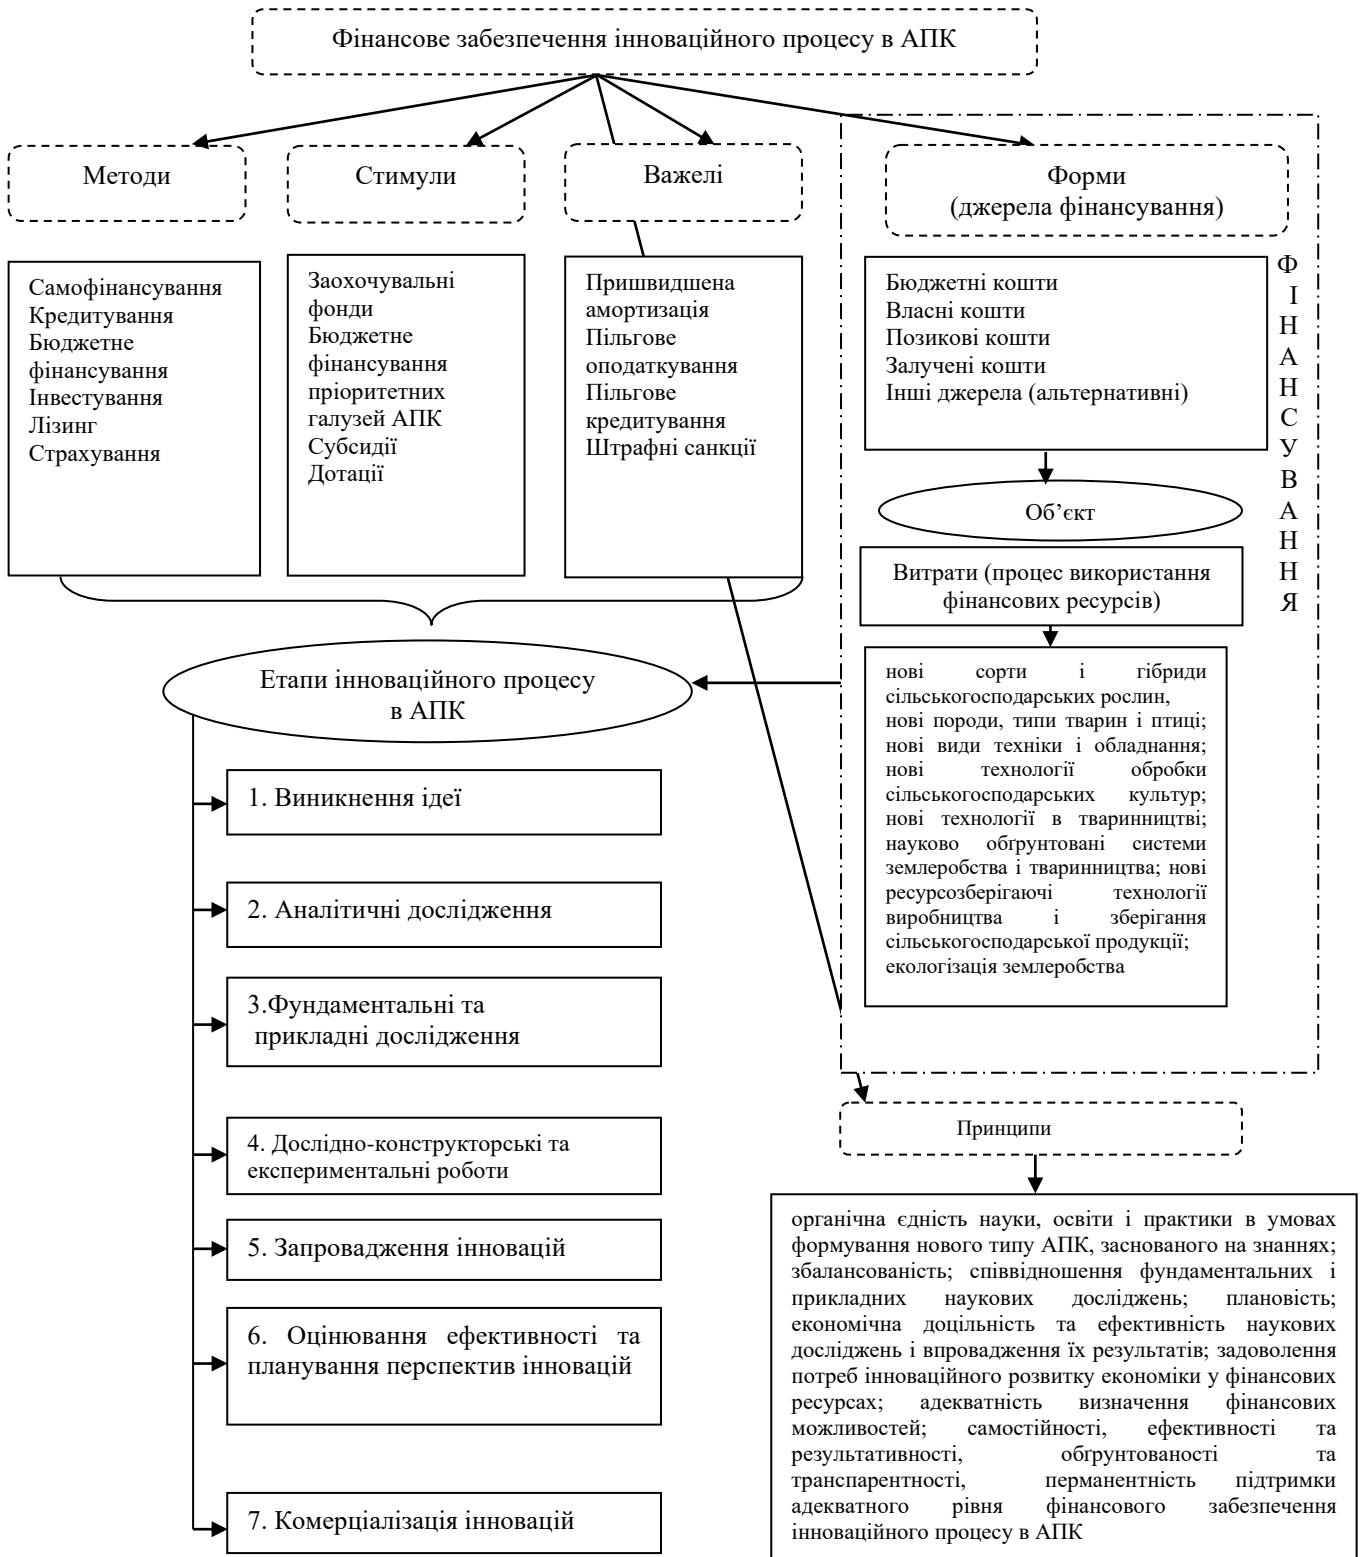 Фінансове забезпечення інноваційного процесу в АПК
Методи
Стимули
Важелі
Форми
(джерела фінансування)
Самофінансування
Кредитування
Бюджетне
фінансування
Інвестування
Лізинг
Страхування
Заохочувальні
фонди
Бюджетне
фінансування
пріоритетних
галузей АПК
Субсидії
Дотації
Пришвидшена
амортизація
Пільгове
оподаткування
Пільгове
кредитування
Штрафні санкції
Бюджетні кошти
Власні кошти
Позикові кошти
Залучені кошти
Інші джерела (альтернативні)
Ф
І
Н
А
Н
С
У
В
А
Н
Н
Я
Об’єкт
Витрати (процес використання
фінансових ресурсів)
нові сорти і гібриди
сільськогосподарських рослин,
нові породи, типи тварин і птиці;
нові види техніки і обладнання;
нові технології обробки
сільськогосподарських культур;
нові технології в тваринництві;
науково обґрунтовані системи
землеробства і тваринництва; нові
ресурсозберігаючі технології
виробництва і зберігання
сільськогосподарської продукції;
екологізація землеробства
Етапи інноваційного процесу
в АПК
1. Виникнення ідеї
2. Аналітичні дослідження
3.Фундаментальні та
прикладні дослідження
4. Дослідно-конструкторські та
експериментальні роботи
5. Запровадження інновацій
6. Оцінювання ефективності та
планування перспектив інновацій
7. Комерціалізація інновацій
Принципи
органічна єдність науки, освіти і практики в умовах
формування нового типу АПК, заснованого на знаннях;
збалансованість; співвідношення фундаментальних і
прикладних наукових досліджень; плановість;
економічна доцільність та ефективність наукових
досліджень і впровадження їх результатів; задоволення
потреб інноваційного розвитку економіки у фінансових
ресурсах; адекватність визначення фінансових
можливостей; самостійності, ефективності та
результативності, обґрунтованості та
транспарентності, перманентність підтримки
адекватного рівня фінансового забезпечення
інноваційного процесу в АПК